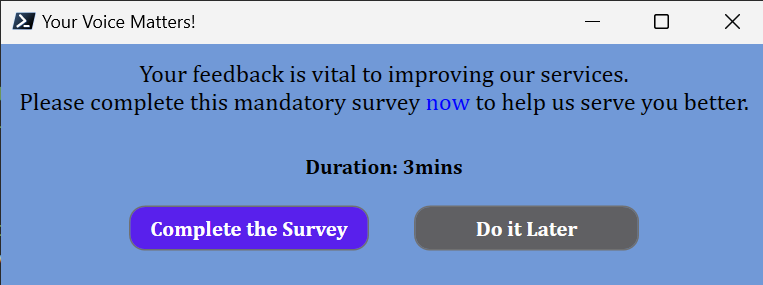 Your Voice Matters!
Your feedback is vital to improving our services.
Please complete this mandatory survey now to help us serve you better.
Duration: 3mins
Complete the Survey
Do it Later